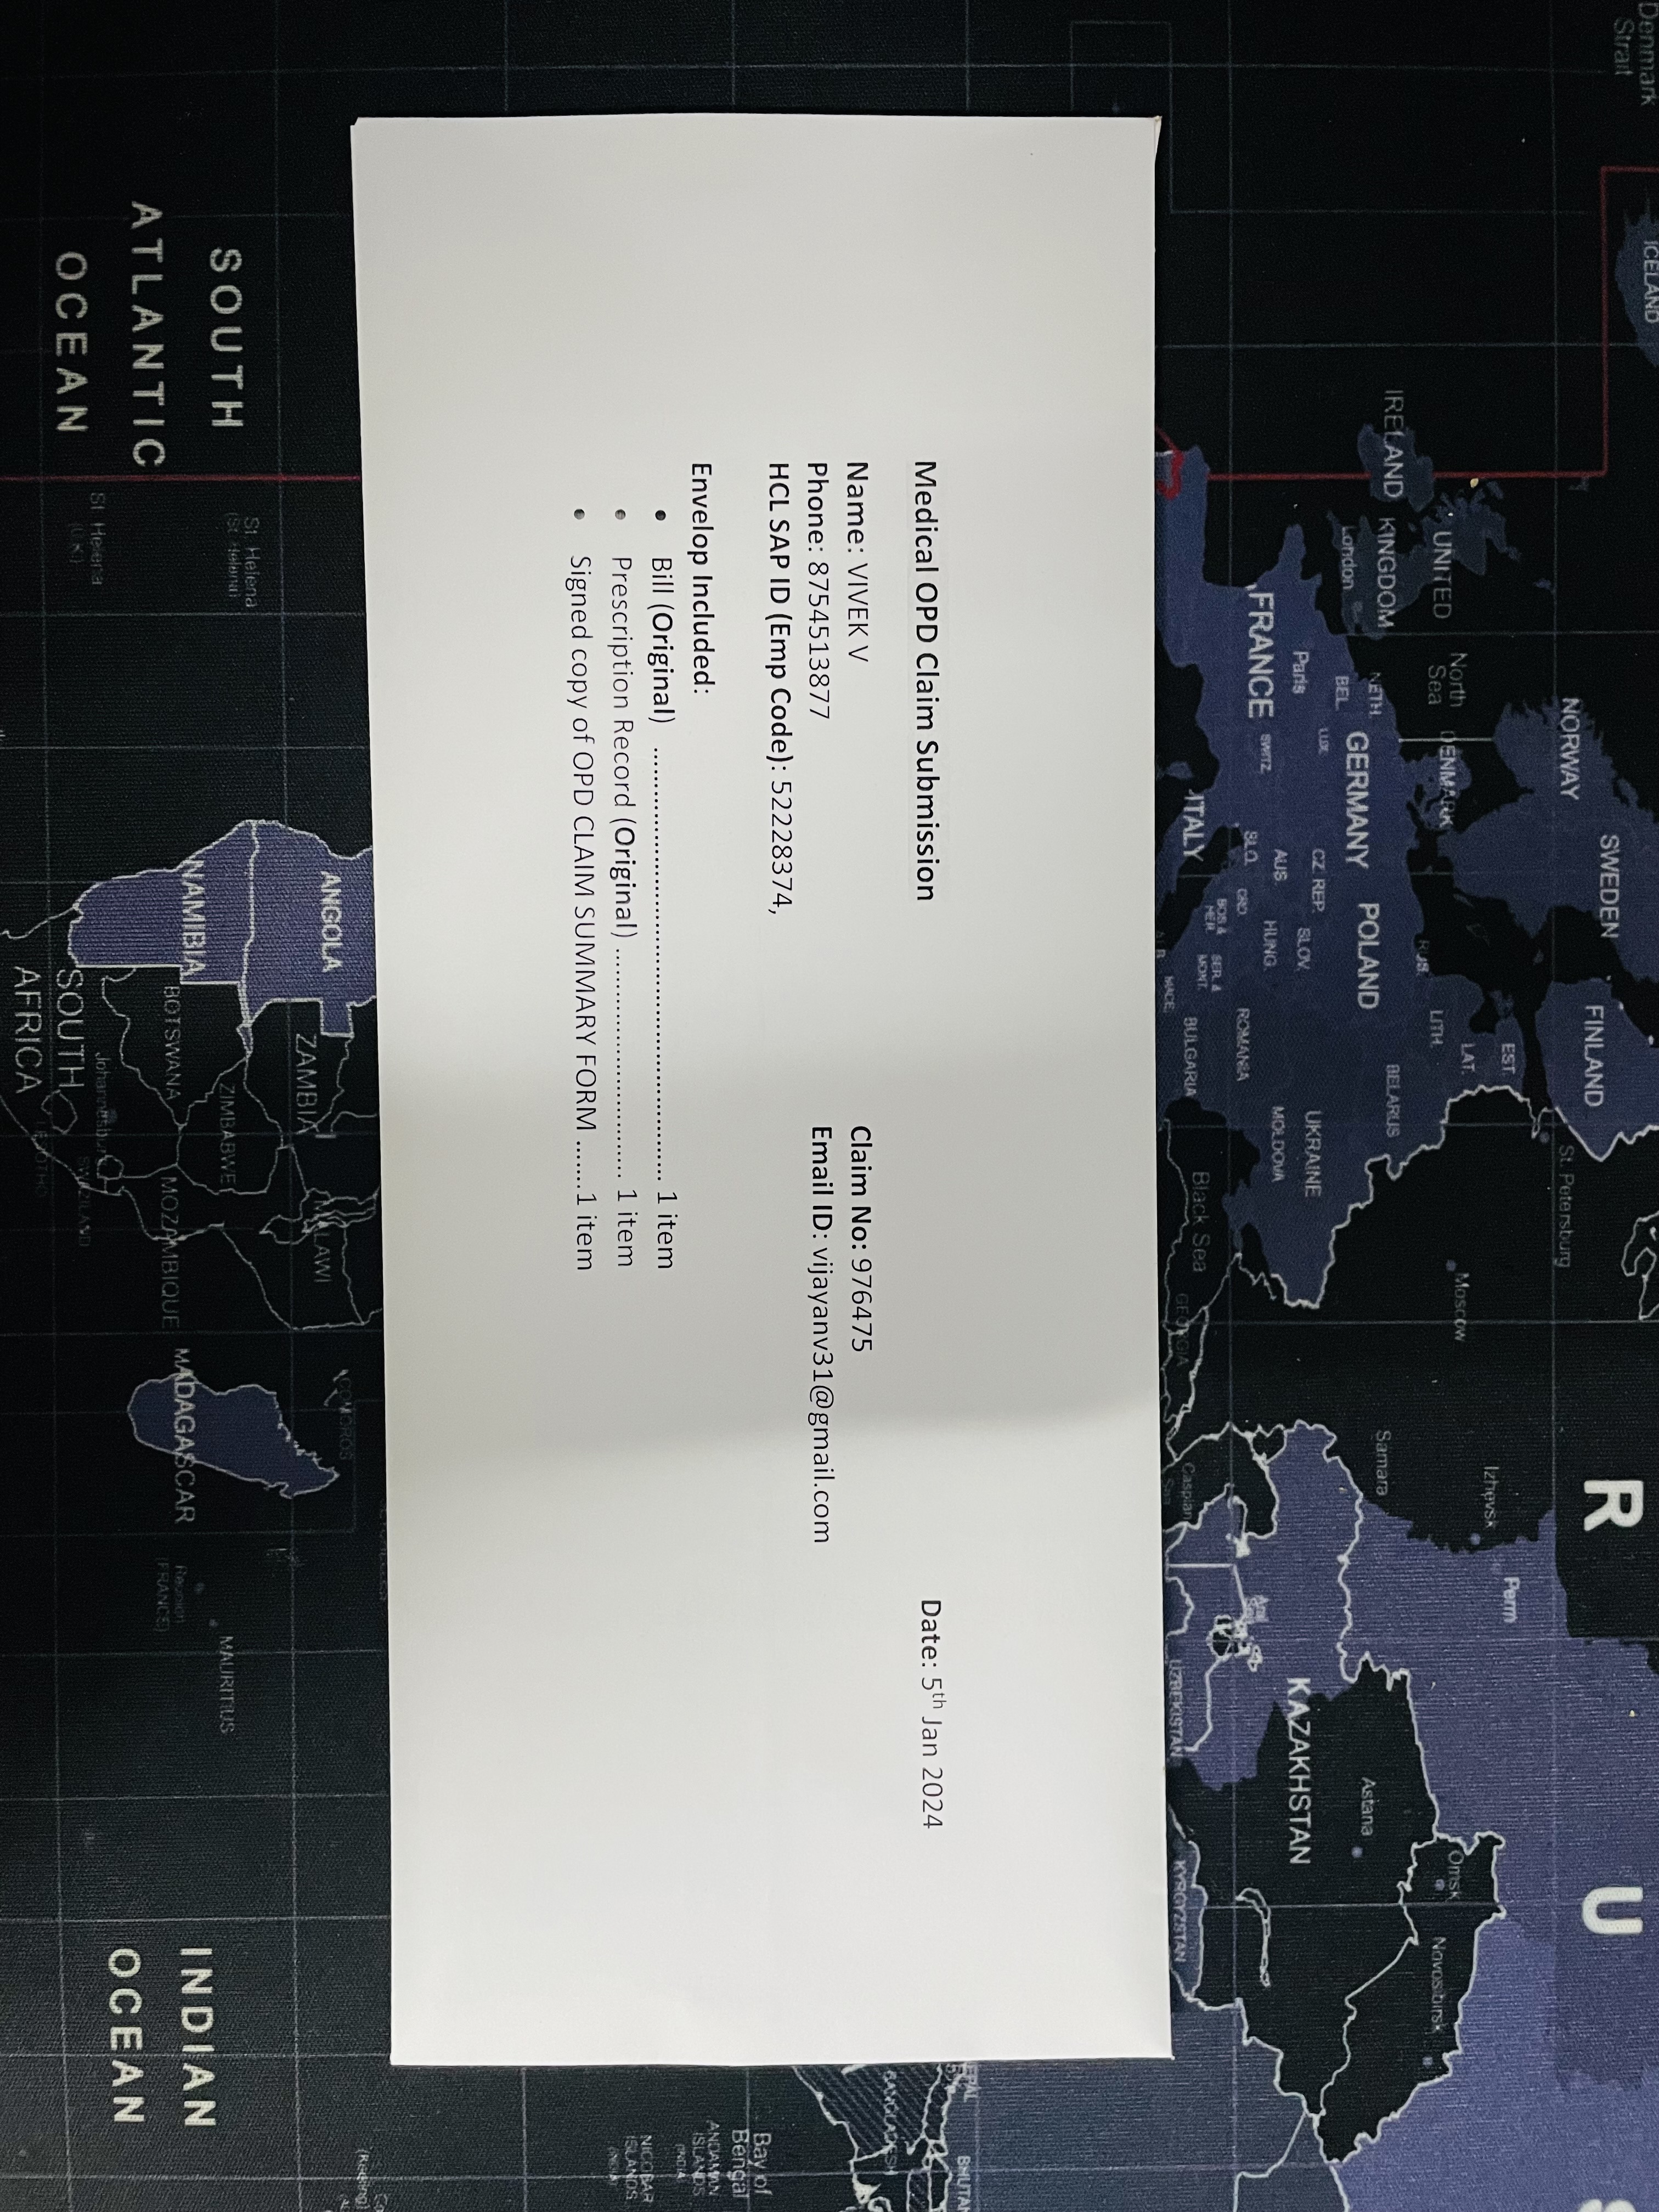 Medical OPD Claim Submission Date: 5th Jan 2024
Name: VIVEK V Claim No: 976475
Phone: 8754513877 Email ID: vijayanv31@gmail.com
HCL SAP ID (Emp Code): 52228374,
Envelop Included:
• Bill (Original) ........................................................ 1 item
• Prescription Record (Original) .............................. 1 item
• Signed copy of OPD CLAIM SUMMARY FORM ...... 1 item
Denmark
Strait
ICELAND
NORWAY
SWEDEN
FINLAND
St. Petersburg
IRELAND
UNITED
KINGDOM
London
North
Sea
DENMARK
EST.
LAT.
LITH.
RUS.
Moscow
Izhevsk
Perm
R
U
NETH.
BEL.
LUX.
GERMANY
POLAND
BELARUS
Samara
Omsk
Novosibirsk
Paris
FRANCE
SWITZ.
CZ. REP.
SLOV.
AUS.
HUNG.
UKRAINE
MOLDOVA
ROMANIA
KAZAKHSTAN
Astana
ITALY
SLO.
CRO.
BOS &
HER.
SER. &
MONT.
BULGARIA
MACE.
Black Sea
GEORGIA
Caspian
UZBEKISTAN
KYRGYZSTAN
BHUTAN
BANGLADESH
Bay of
Bengal
ANDAMAN
ISLANDS
(INDIA)
NICOBAR
ISLANDS
SOUTH
ATLANTIC
OCEAN
St. Helena
(St. Helena)
St. Helena
(U.K.)
ANGOLA
ZAMBIA
MALAWI
COMOROS
NAMIBIA
BOTSWANA
ZIMBABWE
MOZAMBIQUE
MADAGASCAR
Reunion
(FRANCE)
MAURITIUS
SOUTH
AFRICA
Johannesburg
SWAZILAND
LESOTHO
INDIAN
OCEAN